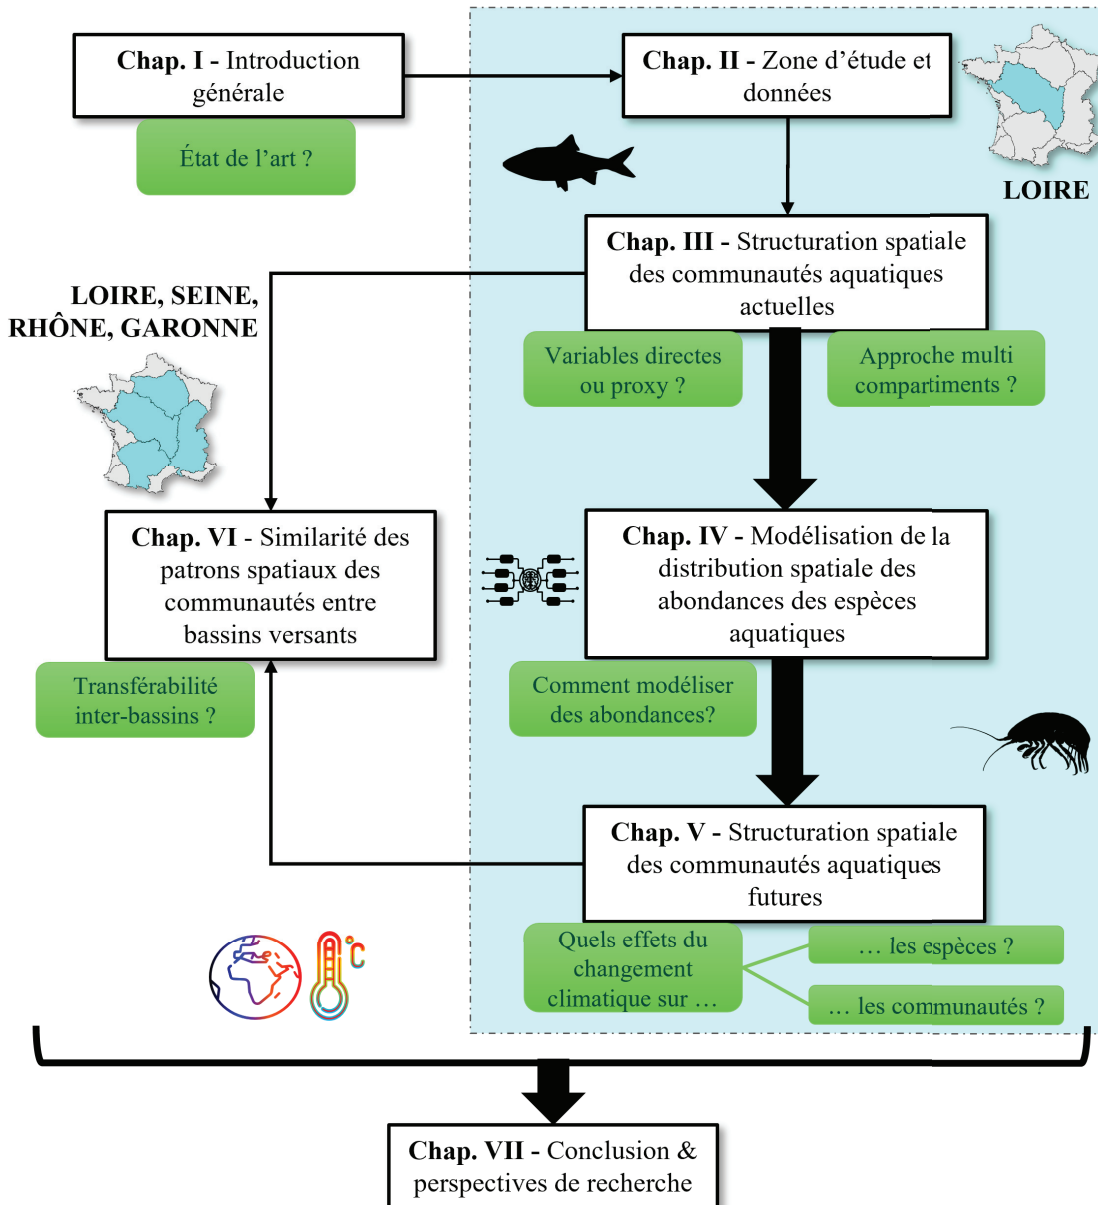 Chap. I - Introduction
générale
État de l’art ?
Chap. II - Zone d’étude et
données
LOIRE
Chap. III - Structuration spatiale
des communautés aquatiques
actuelles
Variables directes
ou proxy ?
Approche multi
compartiments ?
LOIRE, SEINE,
RHÔNE, GARONNE
Chap. VI - Similarité des
patrons spatiaux des
communautés entre
bassins versants
Transférabilité
inter-bassins ?
Chap. IV - Modélisation de la
distribution spatiale des
abondances des espèces
aquatiques
Comment modéliser
des abondances?
Chap. V - Structuration spatiale
des communautés aquatiques
futures
Quels effets du
changement
climatique sur …
… les espèces ?
… les communautés ?
°C
Chap. VII - Conclusion &
perspectives de recherche